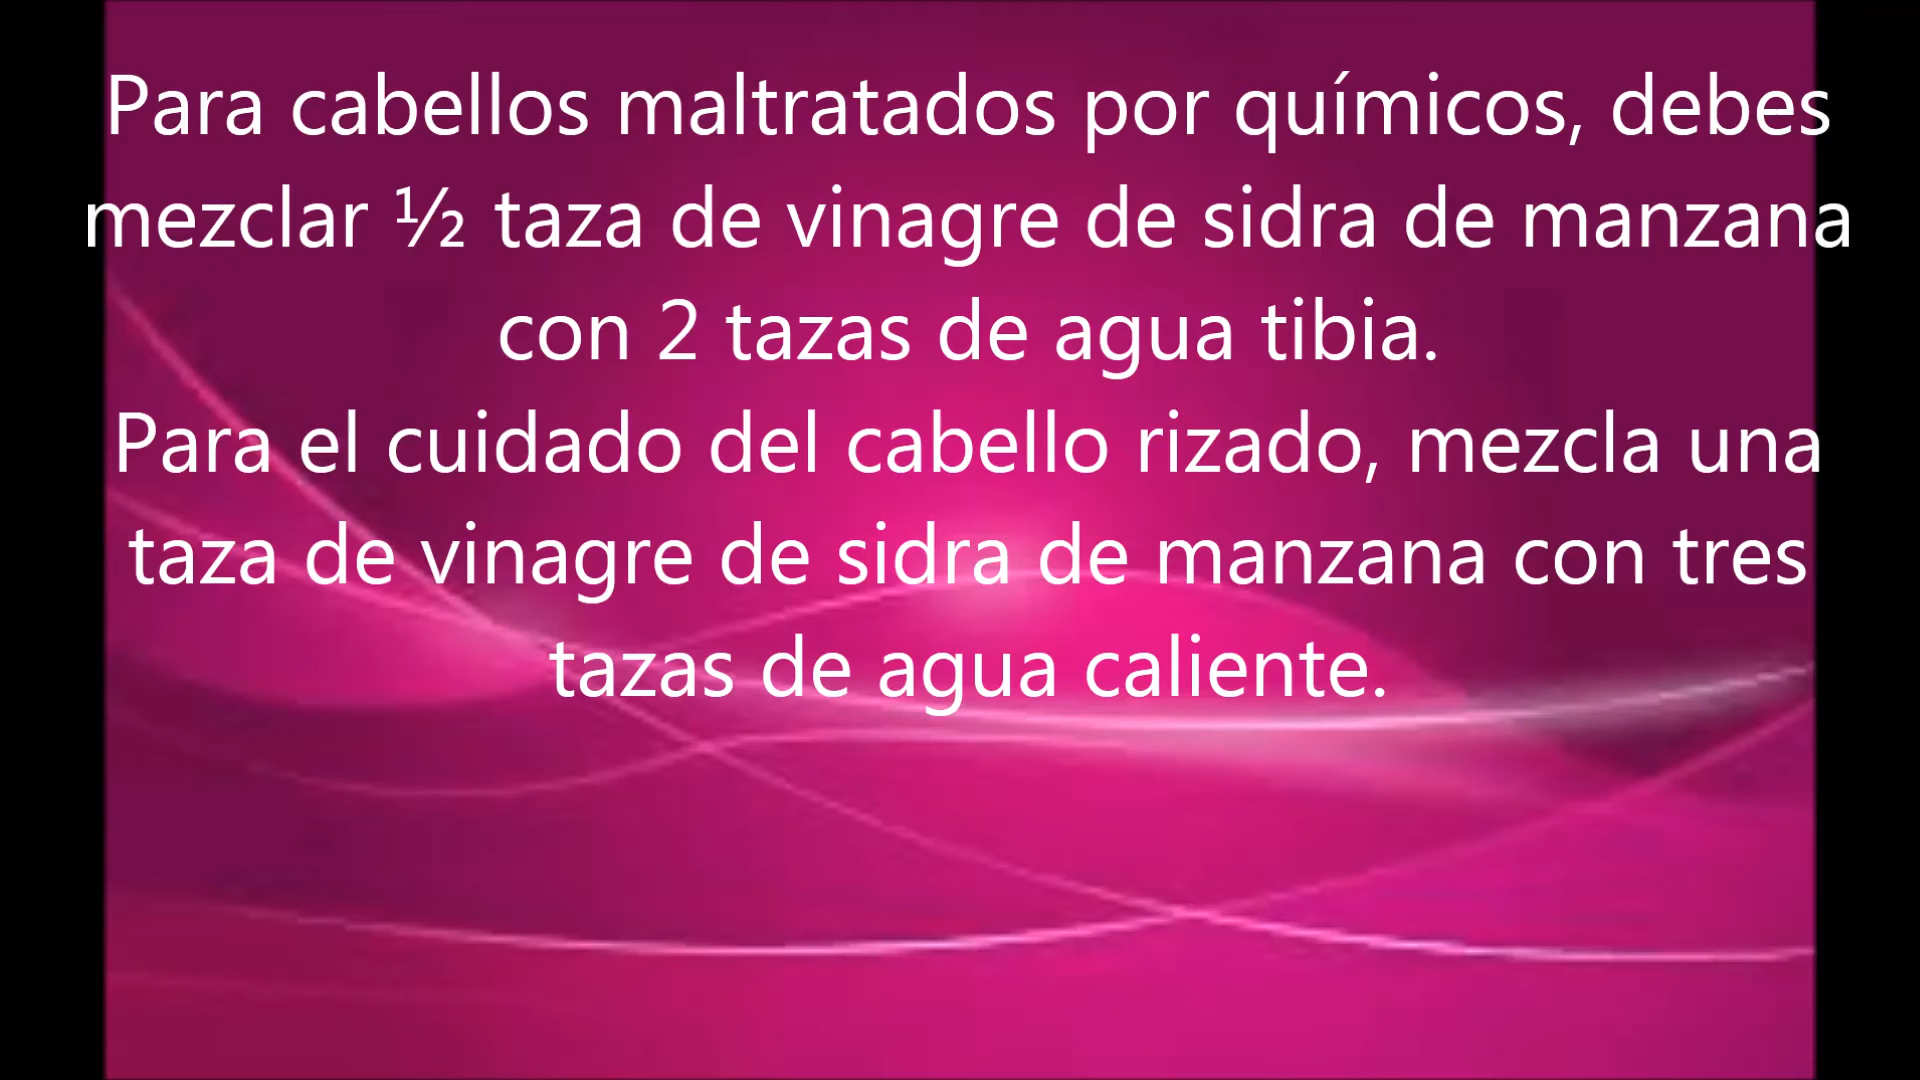 Para cabellos maltratados por químicos, debes
mezclar ½ taza de vinagre de sidra de manzana
con 2 tazas de agua tibia.
Para el cuidado del cabello rizado, mezcla una
taza de vinagre de sidra de manzana con tres
tazas de agua caliente.